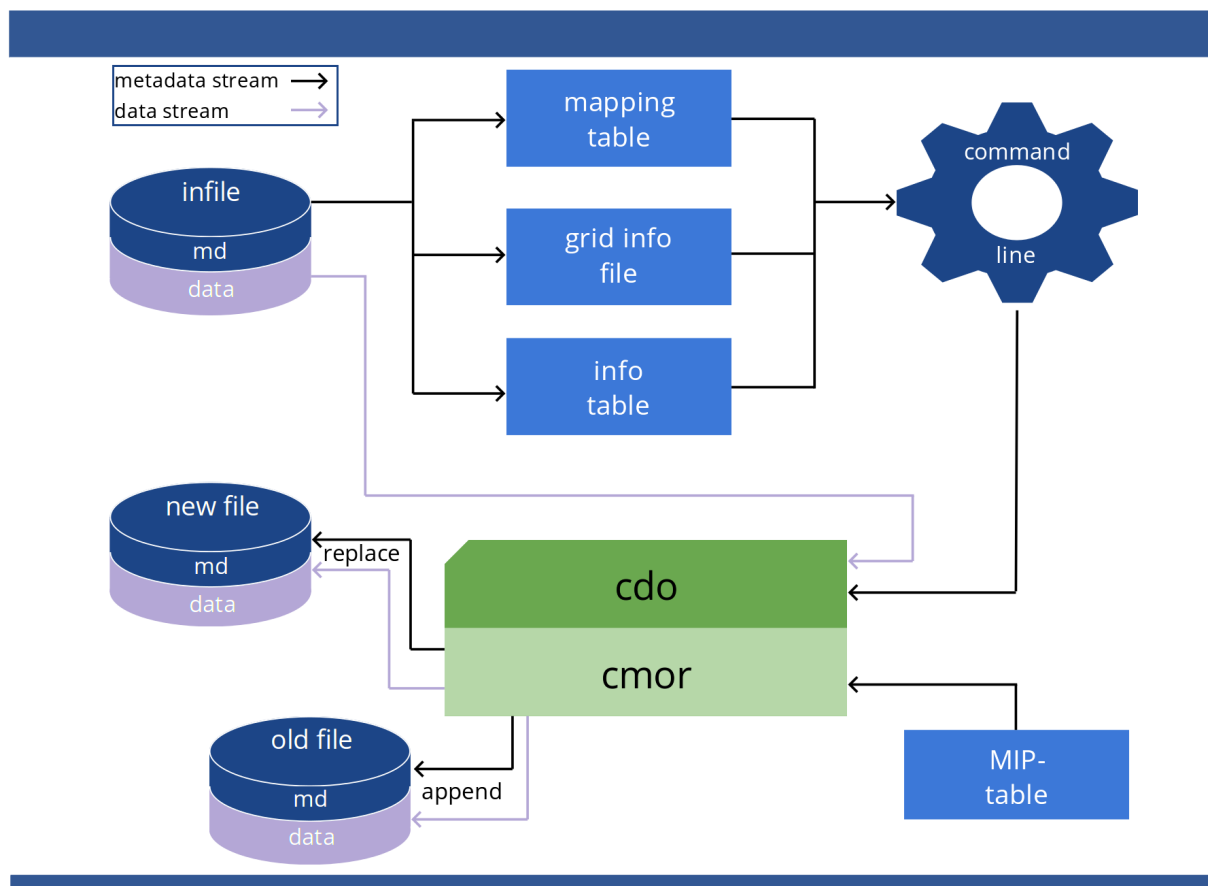 metadata stream
data stream
mapping
table
command
infile
grid info
file
md
line
data
info
table
new file
replace
md
cdo
data
cmor
old file
MIP-
table
append
md
data